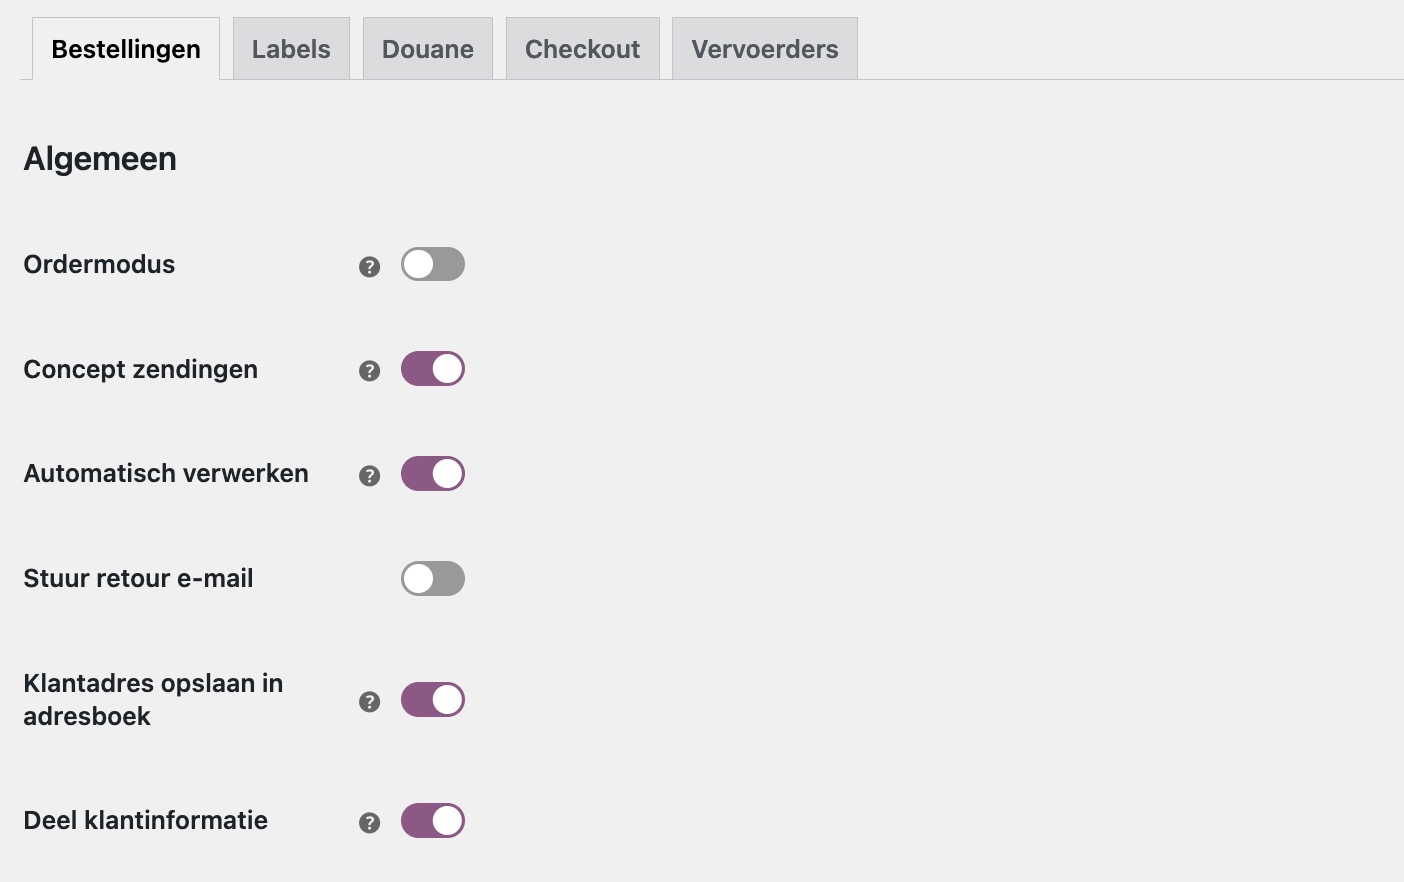 Bestellingen Labels Douane Checkout Vervoerders
Algemeen
Ordermodus ?
Concept zendingen ?
Automatisch verwerken ?
Stuur retour e-mail
Klantadres opslaan in
adresboek ?
Deel klantinformatie ?